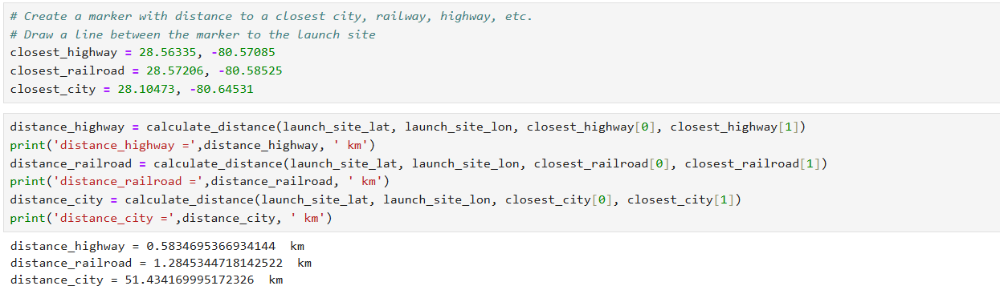 # Create a marker with distance to a closest city, railway, highway, etc.
# Draw a line between the marker to the launch site
closest_highway = 28.56335, -80.57085
closest_railroad = 28.57206, -80.58525
closest_city = 28.10473, -80.64531
distance_highway = calculate_distance(launch_site_lat, launch_site_lon, closest_highway[0], closest_highway[1])
print('distance_highway =',distance_highway, ' km')
distance_railroad = calculate_distance(launch_site_lat, launch_site_lon, closest_railroad[0], closest_railroad[1])
print('distance_railroad =',distance_railroad, ' km')
distance_city = calculate_distance(launch_site_lat, launch_site_lon, closest_city[0], closest_city[1])
print('distance_city =',distance_city, ' km')
distance_highway = 0.5834695366934144  km
distance_railroad = 1.2845344718142522  km
distance_city = 51.434169995172326  km